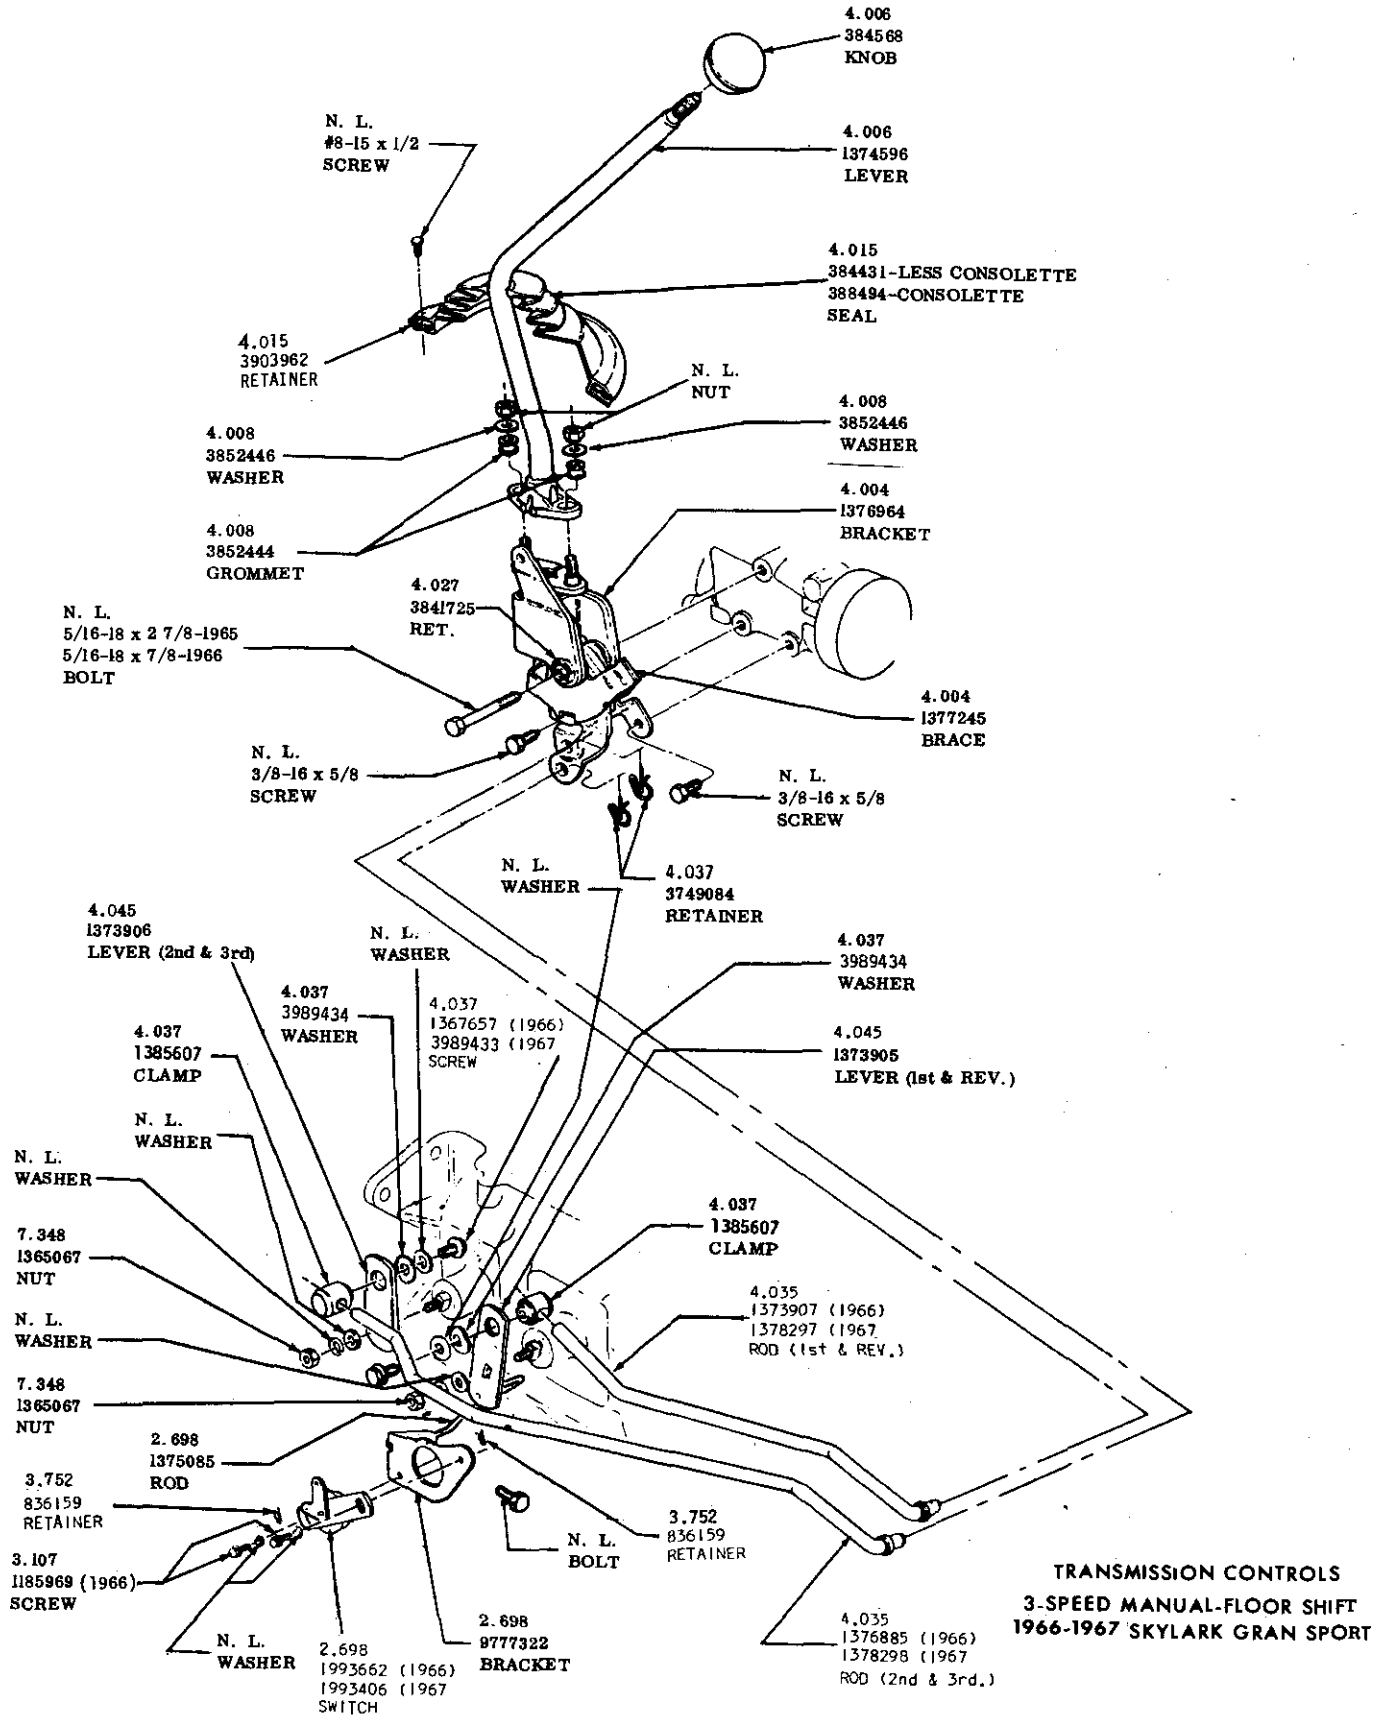 4.006
384568
KNOB
N. L.
#8-15 x 1/2
SCREW
4.006
1374596
LEVER
4.015
384431-LESS CONSOLETTE
388494-CONSOLETTE
SEAL
4.015
3903962
RETAINER
N. L.
NUT
4.008
3852446
WASHER
4.008
3852446
WASHER
4.004
1376964
BRACKET
4.008
3852444
GROMMET
4.027
3841725
RET.
N. L.
5/16-18 x 2 7/8-1965
5/16-18 x 7/8-1966
BOLT
4.004
1377245
BRACE
N. L.
3/8-16 x 5/8
SCREW
N. L.
3/8-16 x 5/8
SCREW
N. L.
WASHER
4.037
3749084
RETAINER
4.045
1373906
LEVER (2nd & 3rd)
N. L.
WASHER
4.037
3989434
WASHER
4.037
3989434
WASHER
4.037
1367657 (1966)
3989433 (1967
SCREW
4.037
1385607
CLAMP
4.045
1373905
LEVER (1st & REV.)
N. L.
WASHER
N. L.
WASHER
4.037
1385607
CLAMP
7.348
1365067
NUT
4.035
1373907 (1966)
1378297 (1967
ROD (1st & REV.)
N. L.
WASHER
7.348
1365067
NUT
2.698
1375085
ROD
3.752
836159
RETAINER
3.752
836159
RETAINER
N. L.
BOLT
3.107
1185969 (1966)
SCREW
N. L.
WASHER
2.698
1993662 (1966)
1993406 (1967
SWITCH
2.698
9777322
BRACKET
4.035
1376885 (1966)
1378298 (1967
ROD (2nd & 3rd.)
TRANSMISSION CONTROLS
3-SPEED MANUAL-FLOOR SHIFT
1966-1967 SKYLARK GRAN SPORT